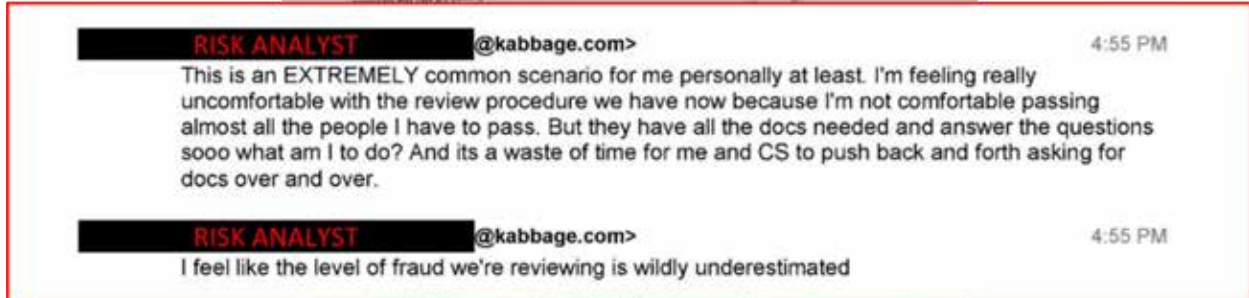 RISK ANALYST @kabbage.com> 4:55 PM
This is an EXTREMELY common scenario for me personally at least. I'm feeling really
uncomfortable with the review procedure we have now because I'm not comfortable passing
almost all the people I have to pass. But they have all the docs needed and answer the questions
sooo what am I to do? And its a waste of time for me and CS to push back and forth asking for
docs over and over.
RISK ANALYST @kabbage.com> 4:55 PM
I feel like the level of fraud we're reviewing is wildly underestimated